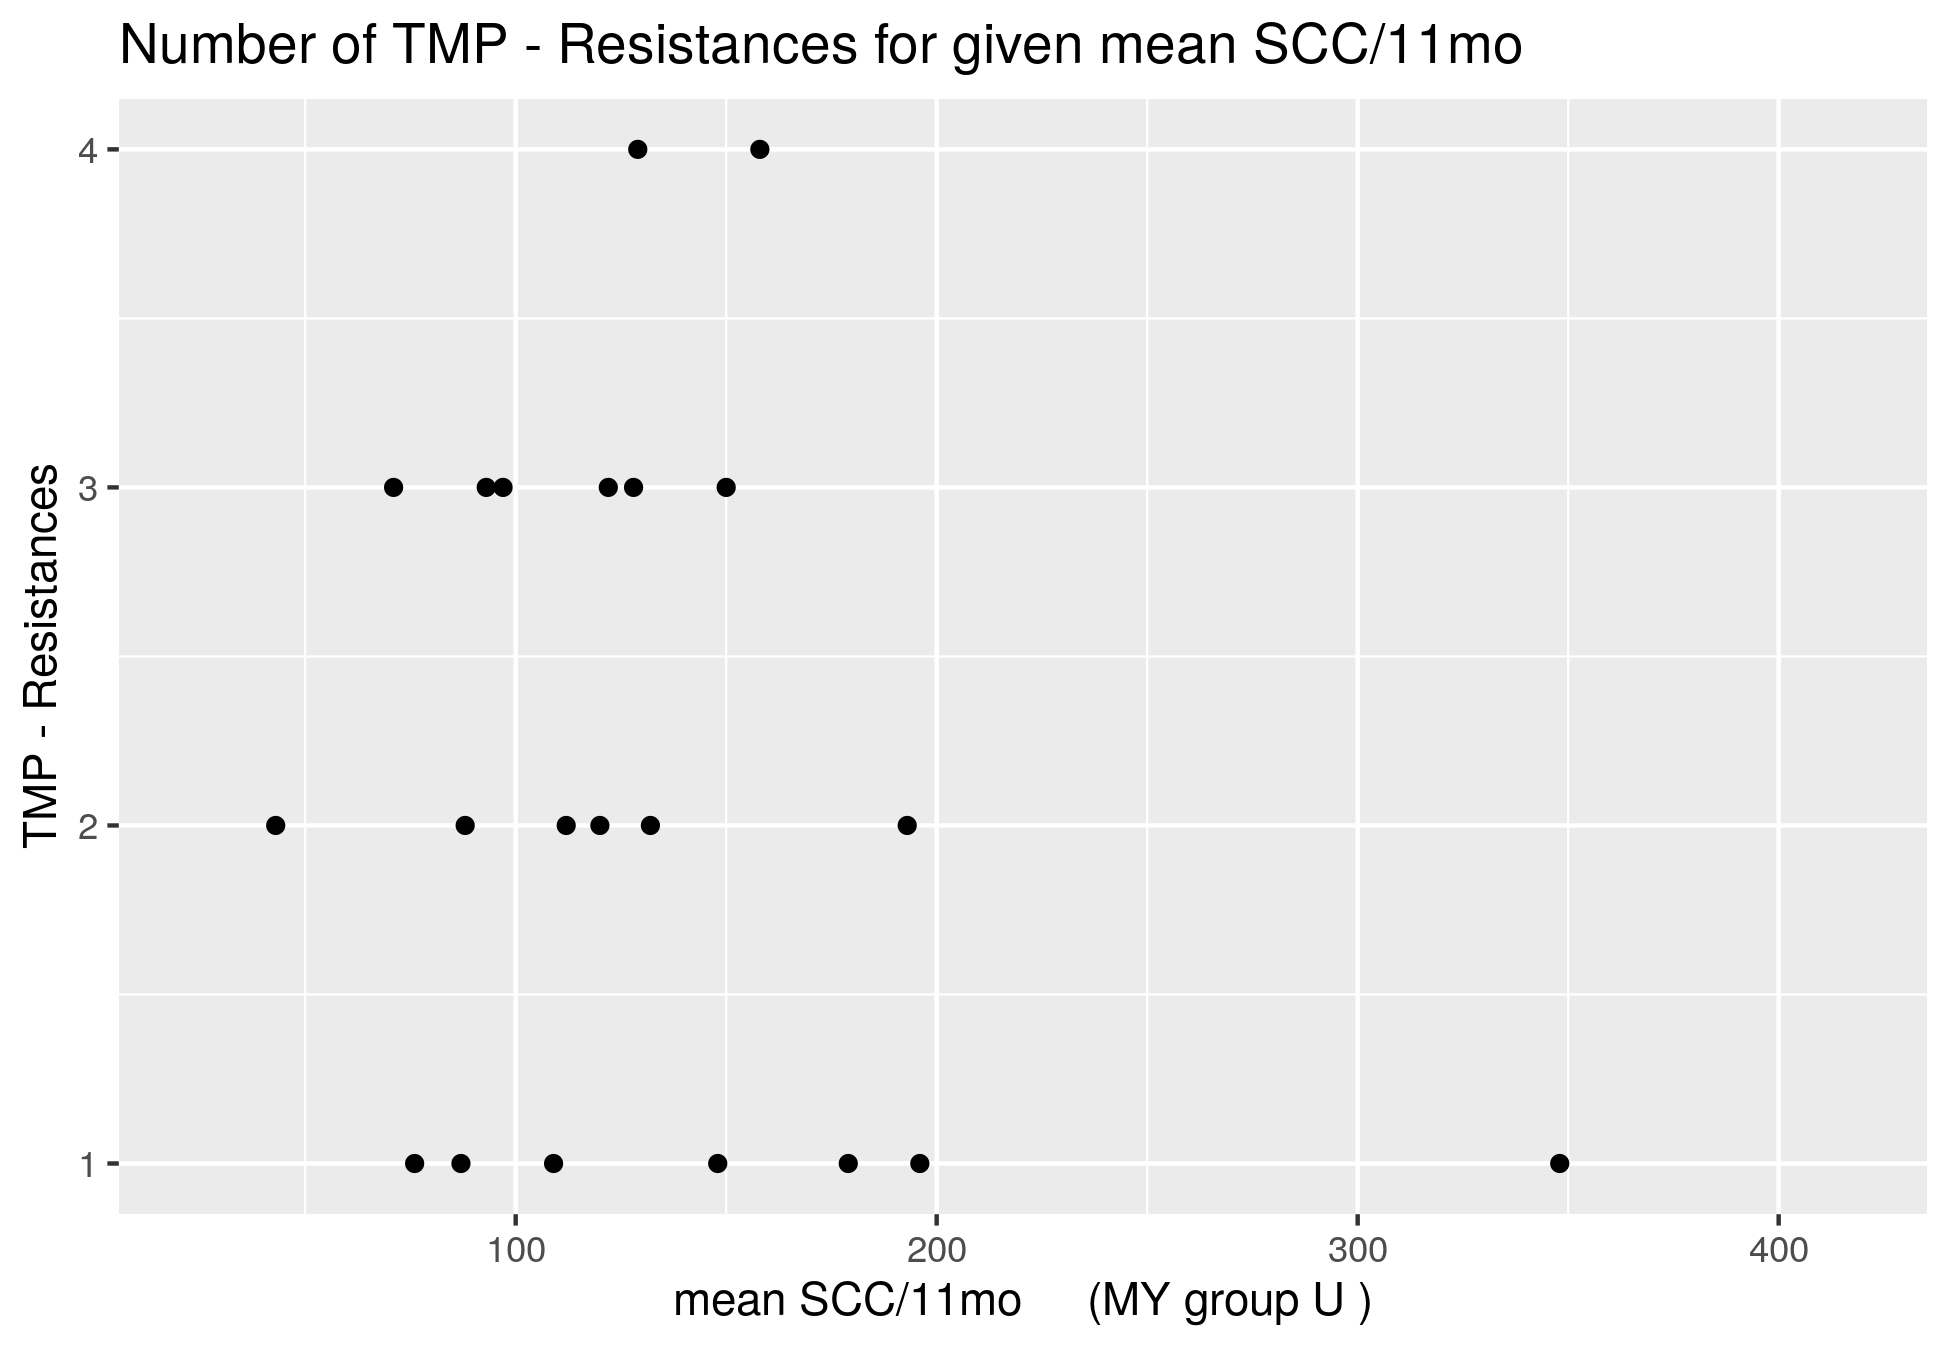 Number of TMP - Resistances for given mean SCC/11mo
TMP - Resistances
4
3
2
1
100 200 300 400
mean SCC/11mo (MY group U )